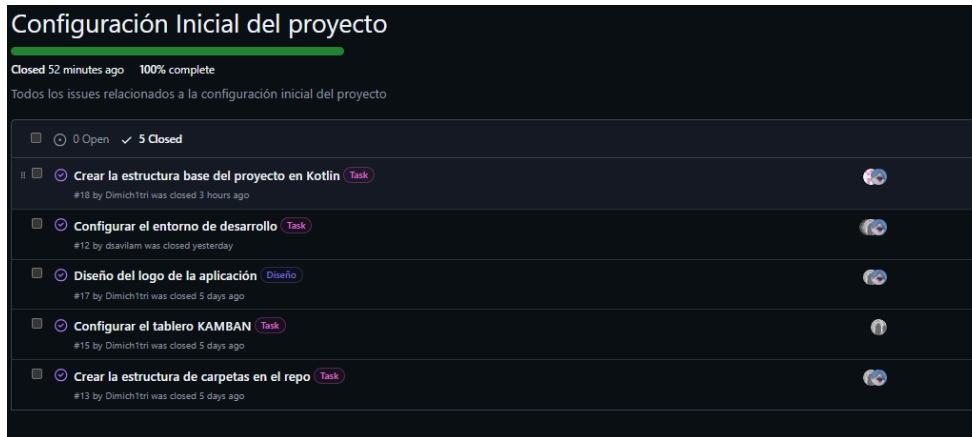 Configuración Inicial del proyecto
Closed 52 minutes ago 100% complete
Todos los issues relacionados a la configuración inicial del proyecto
0 Open 5 Closed
Crear la estructura base del proyecto en Kotlin Task
#18 by Dimich1tri was closed 3 hours ago
Configurar el entorno de desarrollo Task
#12 by dsavilam was closed yesterday
Diseño del logo de la aplicación Diseño
#17 by Dimich1tri was closed 5 days ago
Configurar el tablero KAMBAN Task
#15 by Dimich1tri was closed 5 days ago
Crear la estructura de carpetas en el repo Task
#13 by Dimich1tri was closed 5 days ago